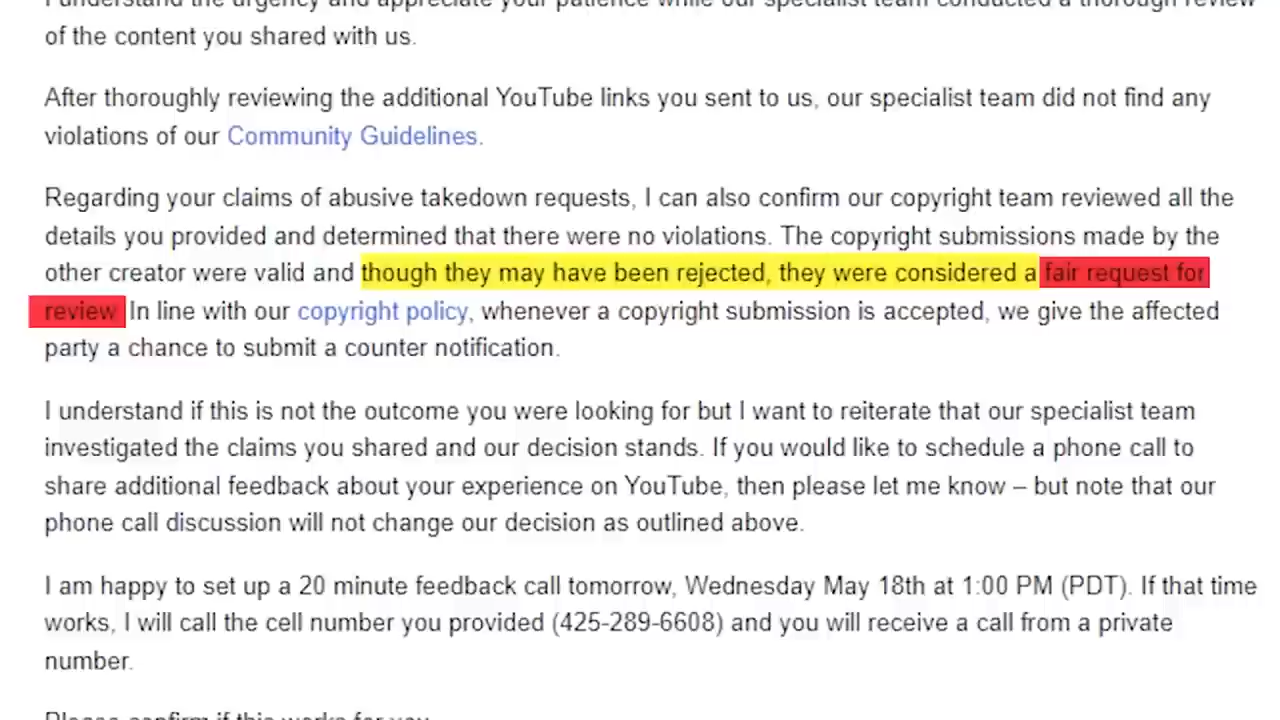 I understand the urgency and appreciate your patience while our specialist team conducted a thorough review
of the content you shared with us.
After thoroughly reviewing the additional YouTube links you sent to us, our specialist team did not find any
violations of our Community Guidelines.
Regarding your claims of abusive takedown requests, I can also confirm our copyright team reviewed all the
details you provided and determined that there were no violations. The copyright submissions made by the
other creator were valid and though they may have been rejected, they were considered a fair request for
review In line with our copyright policy, whenever a copyright submission is accepted, we give the affected
party a chance to submit a counter notification.
I understand if this is not the outcome you were looking for but I want to reiterate that our specialist team
investigated the claims you shared and our decision stands. If you would like to schedule a phone call to
share additional feedback about your experience on YouTube, then please let me know – but note that our
phone call discussion will not change our decision as outlined above.
I am happy to set up a 20 minute feedback call tomorrow, Wednesday May 18th at 1:00 PM (PDT). If that time
works, I will call the cell number you provided (425-289-6608) and you will receive a call from a private
number.
Please confirm if this works for you